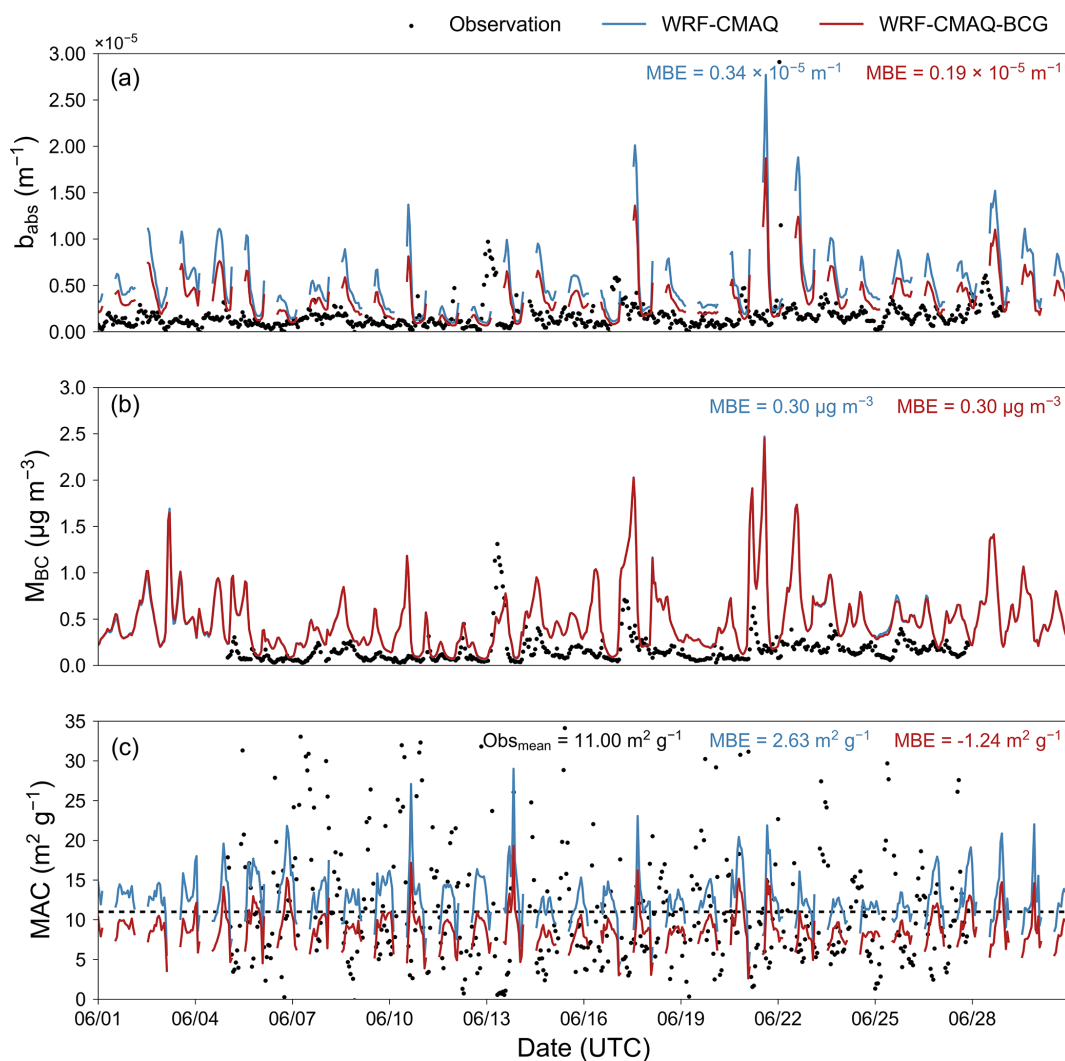 Observation WRF-CMAQ WRF-CMAQ-BCG
×10⁻⁵
(a) MBE = 0.34 × 10⁻⁵ m⁻¹ MBE = 0.19 × 10⁻⁵ m⁻¹
3.00
2.50
2.00
1.50
1.00
0.50
0.00
b_abs (m⁻¹)
(b) MBE = 0.30 µg m⁻³ MBE = 0.30 µg m⁻³
3.0
2.5
2.0
1.5
1.0
0.5
0.0
M_BC (µg m⁻³)
(c) Obs_mean = 11.00 m² g⁻¹ MBE = 2.63 m² g⁻¹ MBE = -1.24 m² g⁻¹
35
30
25
20
15
10
5
0
MAC (m² g⁻¹)
06/01 06/04 06/07 06/10 06/13 06/16 06/19 06/22 06/25 06/28
Date (UTC)